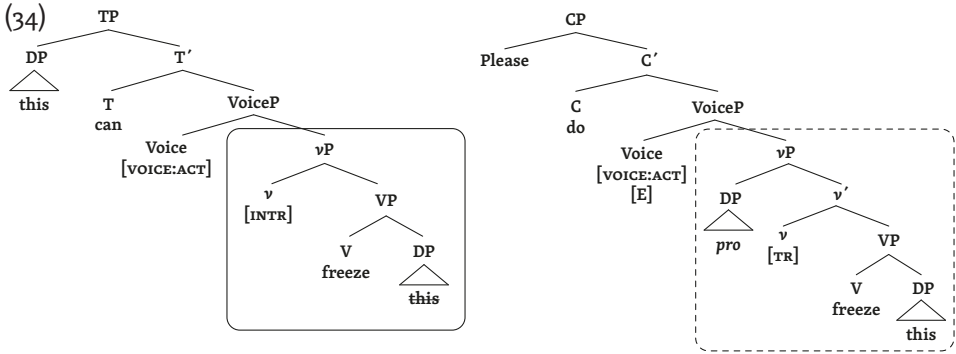 (34)
TP
DP T′
this
T VoiceP
can
Voice vP
[VOICE:ACT]
v VP
[INTR]
V DP
freeze
this
CP
Please C′
C VoiceP
do
Voice vP
[VOICE:ACT]
[E]
DP v′
pro
v VP
[TR]
V DP
freeze
this